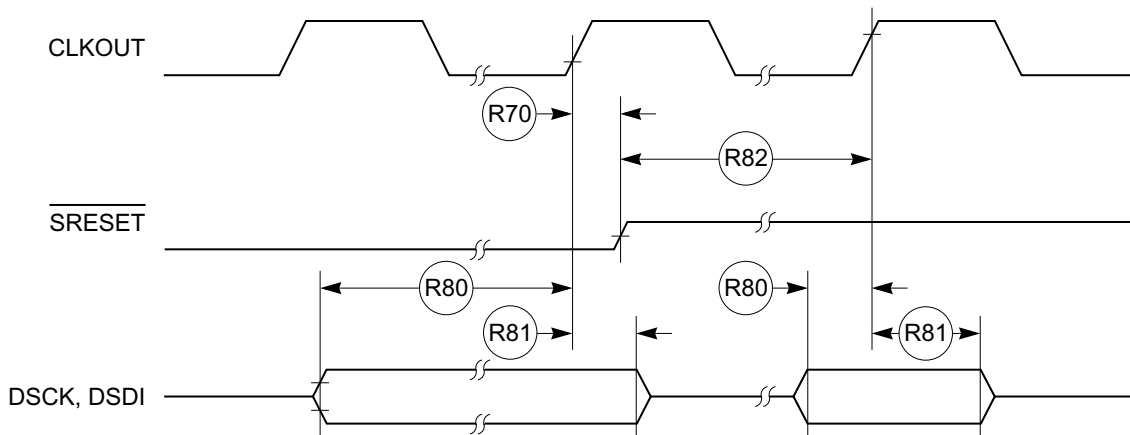 CLKOUT
R70
R82
SRESET
R80
R80
R81
R81
DSCK, DSDI